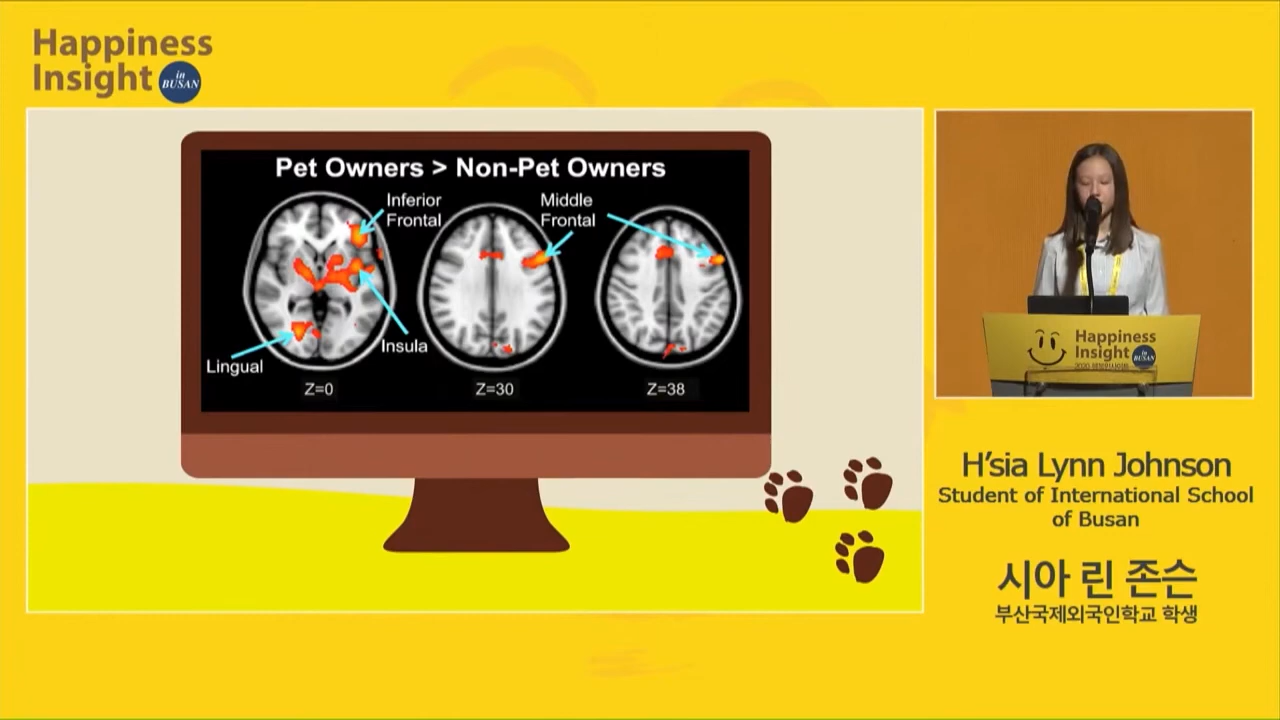 Happiness
Insight in BUSAN
Pet Owners > Non-Pet Owners
Inferior
Frontal
Middle
Frontal
Insula
Lingual
Z=0
Z=30
Z=38
Happiness
Insight in BUSAN
H'sia Lynn Johnson
Student of International School
of Busan
시아 린 존슨
부산국제외국인학교 학생